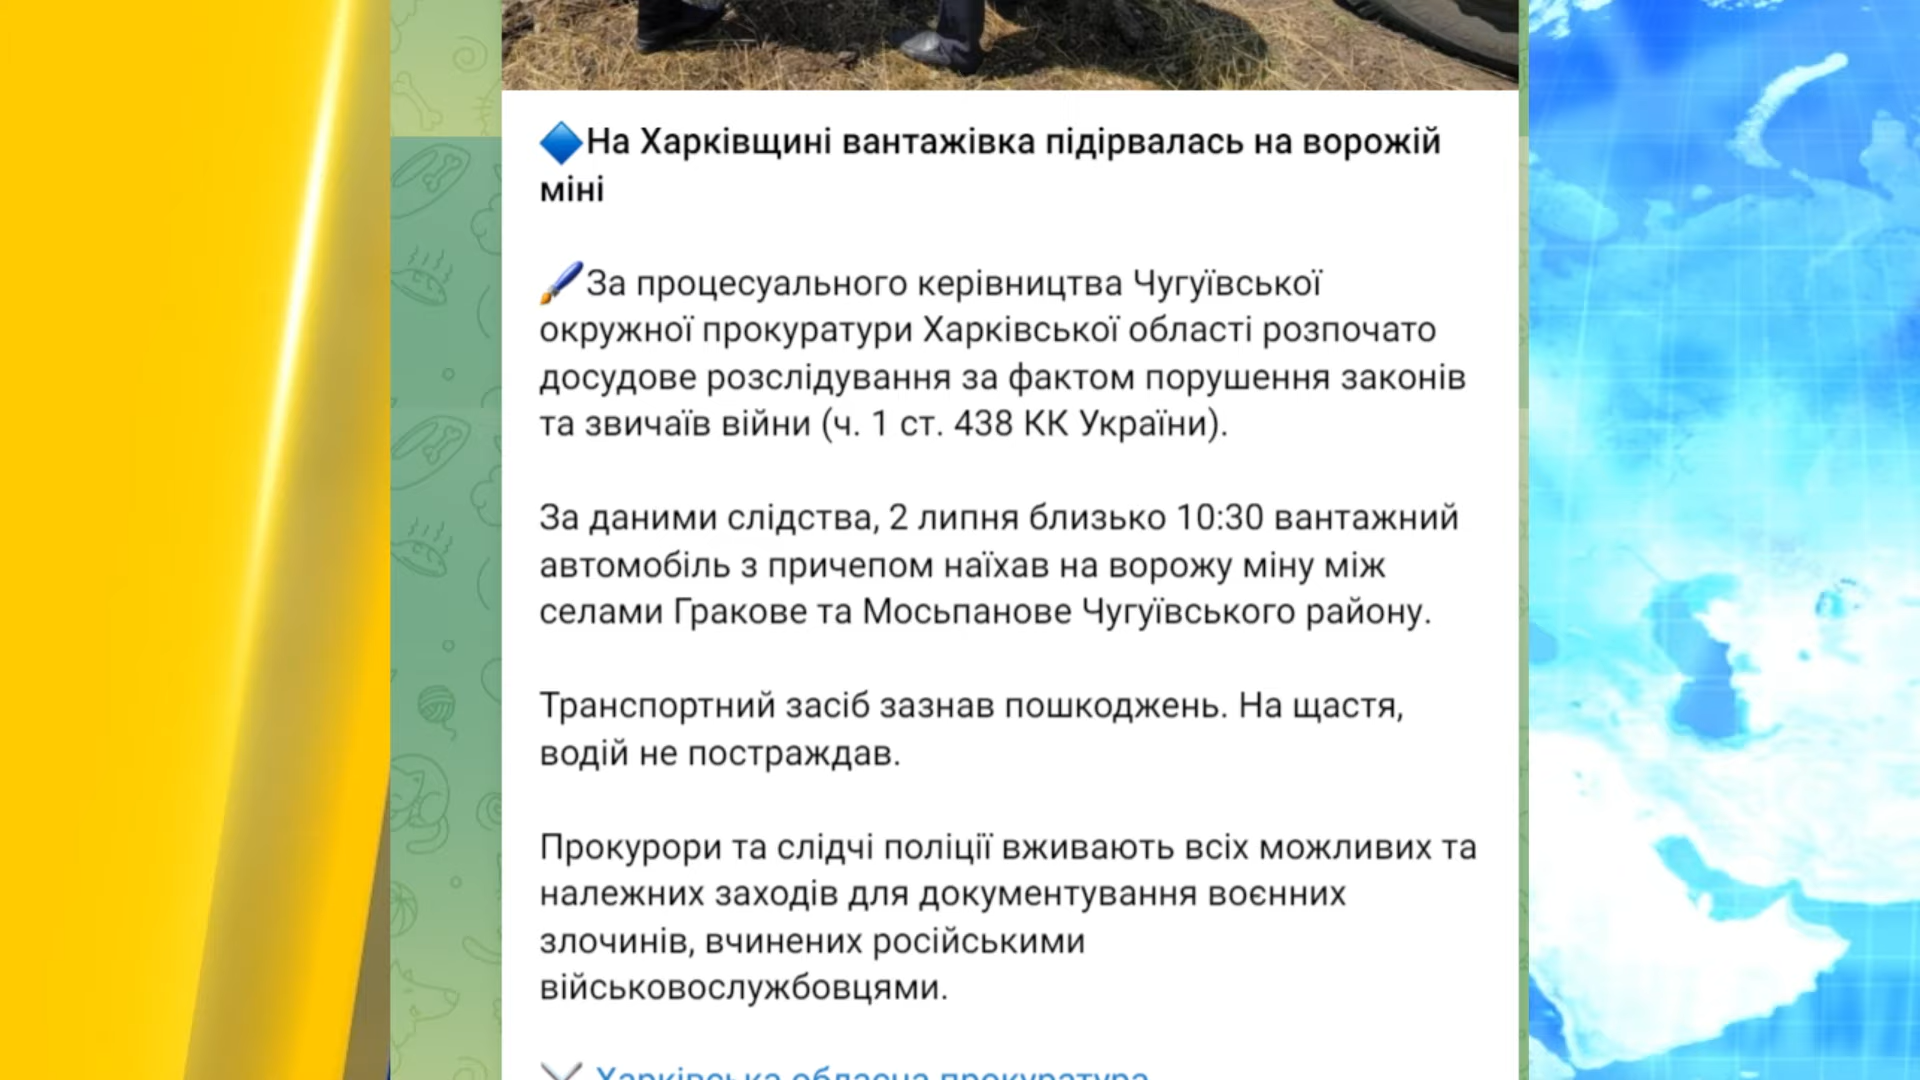 На Харківщині вантажівка підірвалась на ворожій
міні
За процесуального керівництва Чугуївської
окружної прокуратури Харківської області розпочато
досудове розслідування за фактом порушення законів
та звичаїв війни (ч. 1 ст. 438 КК України).
За даними слідства, 2 липня близько 10:30 вантажний
автомобіль з причепом наїхав на ворожу міну між
селами Гракове та Мосьпанове Чугуївського району.
Транспортний засіб зазнав пошкоджень. На щастя,
водій не постраждав.
Прокурори та слідчі поліції вживають всіх можливих та
належних заходів для документування воєнних
злочинів, вчинених російськими
військовослужбовцями.
Харківська обласна прокуратура